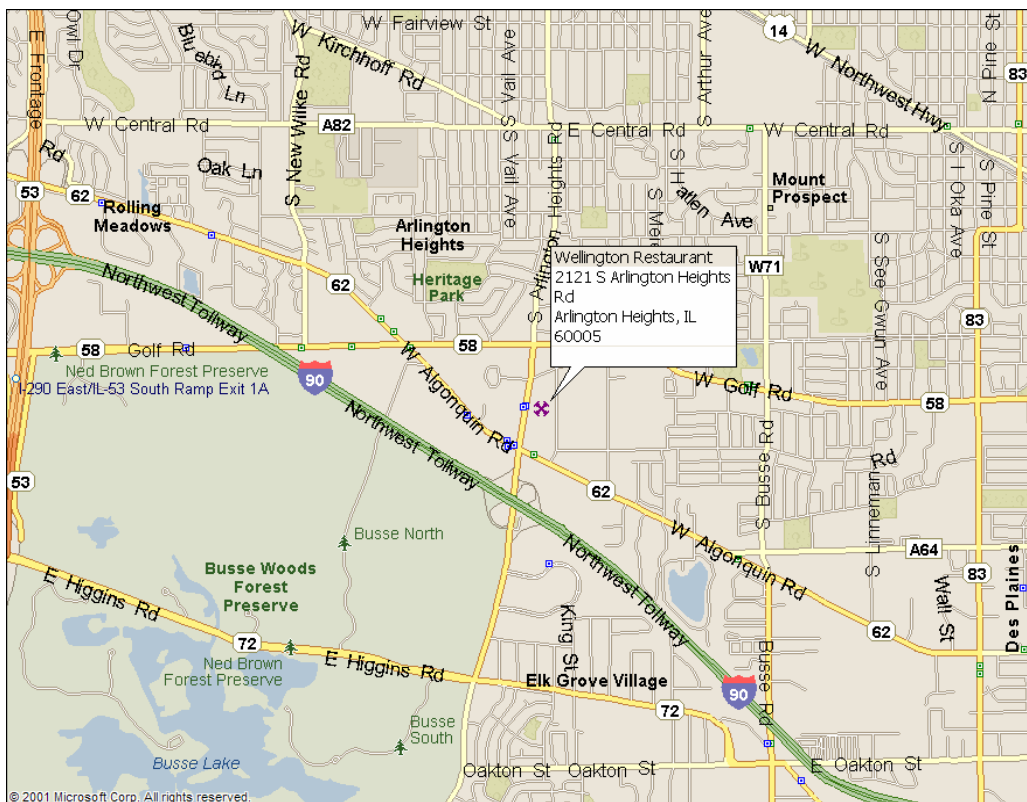 W Fairview St
14
W Northwest Hwy
N Pine St
83
E Frontage
Owl Dr
Bluebird Ln
W Kirchhoff Rd
S New Wilke Rd
S Vail Ave
S Vail Ave
S Arthur Ave
W Central Rd
A82
E Central Rd
W Central Rd
Rd
Oak Ln
53
62
Rolling
Meadows
Arlington
Heights
Heritage
Park
S Arlington Heights Rd
S Mei
S Hatlen Ave
Mount
Prospect
S I Oka Ave
S Pine St
W71
S See Gwun Ave
Wellington Restaurant
2121 S Arlington Heights
Rd
Arlington Heights, IL
60005
Northwest Tollway
62
58
Golf Rd
58
83
Ned Brown Forest Preserve
I-290 East/IL-53 South Ramp Exit 1A
90
W Algonquin Rd
W Golf Rd
58
Northwest Tollway
53
62
S Busse Rd
S Linneman Rd
W Algonquin Rd
A64
83
Busse North
Northwest Tollway
Busse Woods
Forest
Preserve
E Higgins Rd
72
King St
Wall St
Des Plaines
62
Ned Brown
Forest Preserve
E Higgins Rd
Elk Grove Village
90
Busse Rd
72
Busse
South
Busse Lake
Oakton St
Oakton St
E Oakton St
© 2001 Microsoft Corp. All rights reserved.